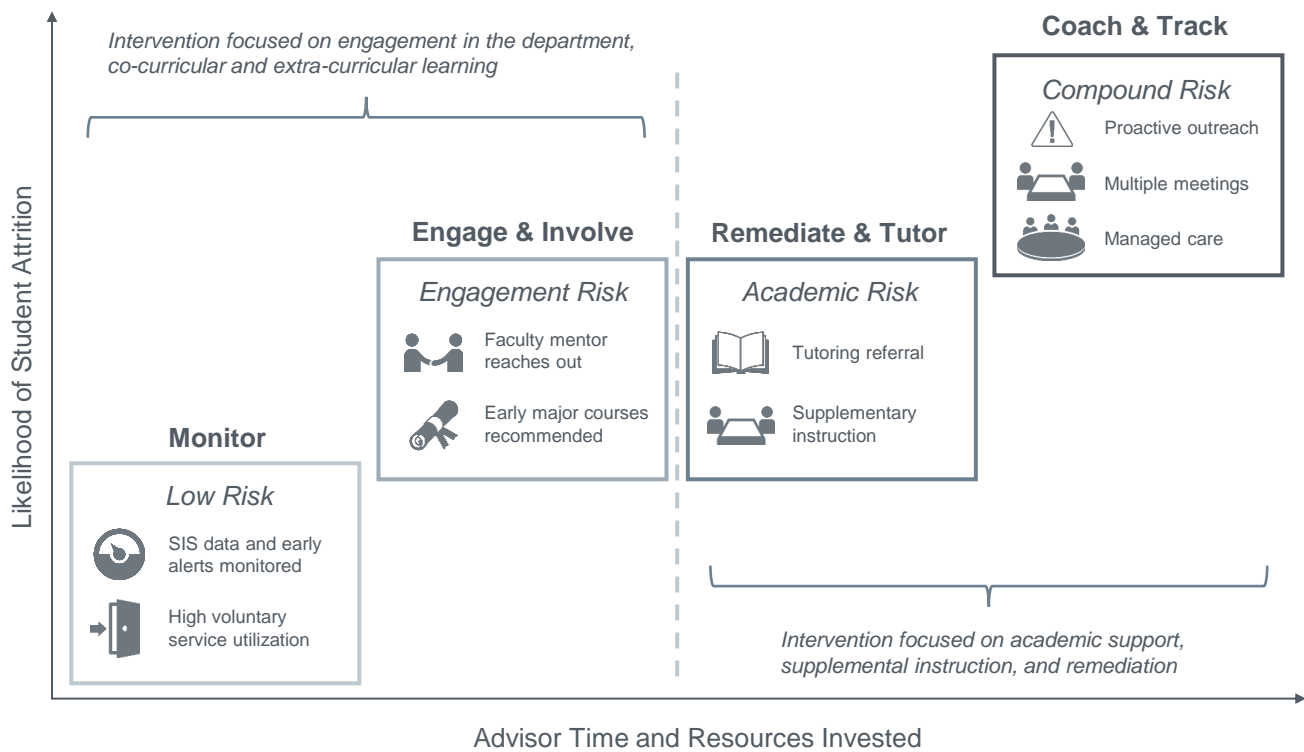 Intervention focused on engagement in the department,
co-curricular and extra-curricular learning
Coach & Track
Compound Risk
Proactive outreach
Multiple meetings
Managed care
Likelihood of Student Attrition
Engage & Involve
Engagement Risk
Faculty mentor
reaches out
Early major courses
recommended
Remediate & Tutor
Academic Risk
Tutoring referral
Supplementary
instruction
Monitor
Low Risk
SIS data and early
alerts monitored
High voluntary
service utilization
Intervention focused on academic support,
supplemental instruction, and remediation
Advisor Time and Resources Invested